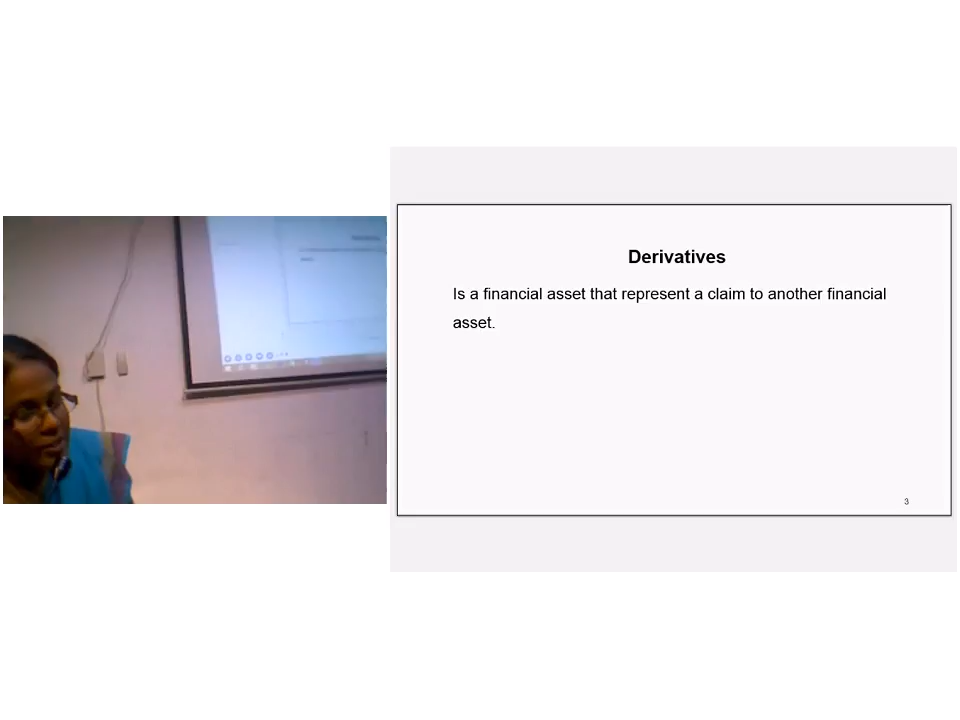 Derivatives
Is a financial asset that represent a claim to another financial
asset.
3